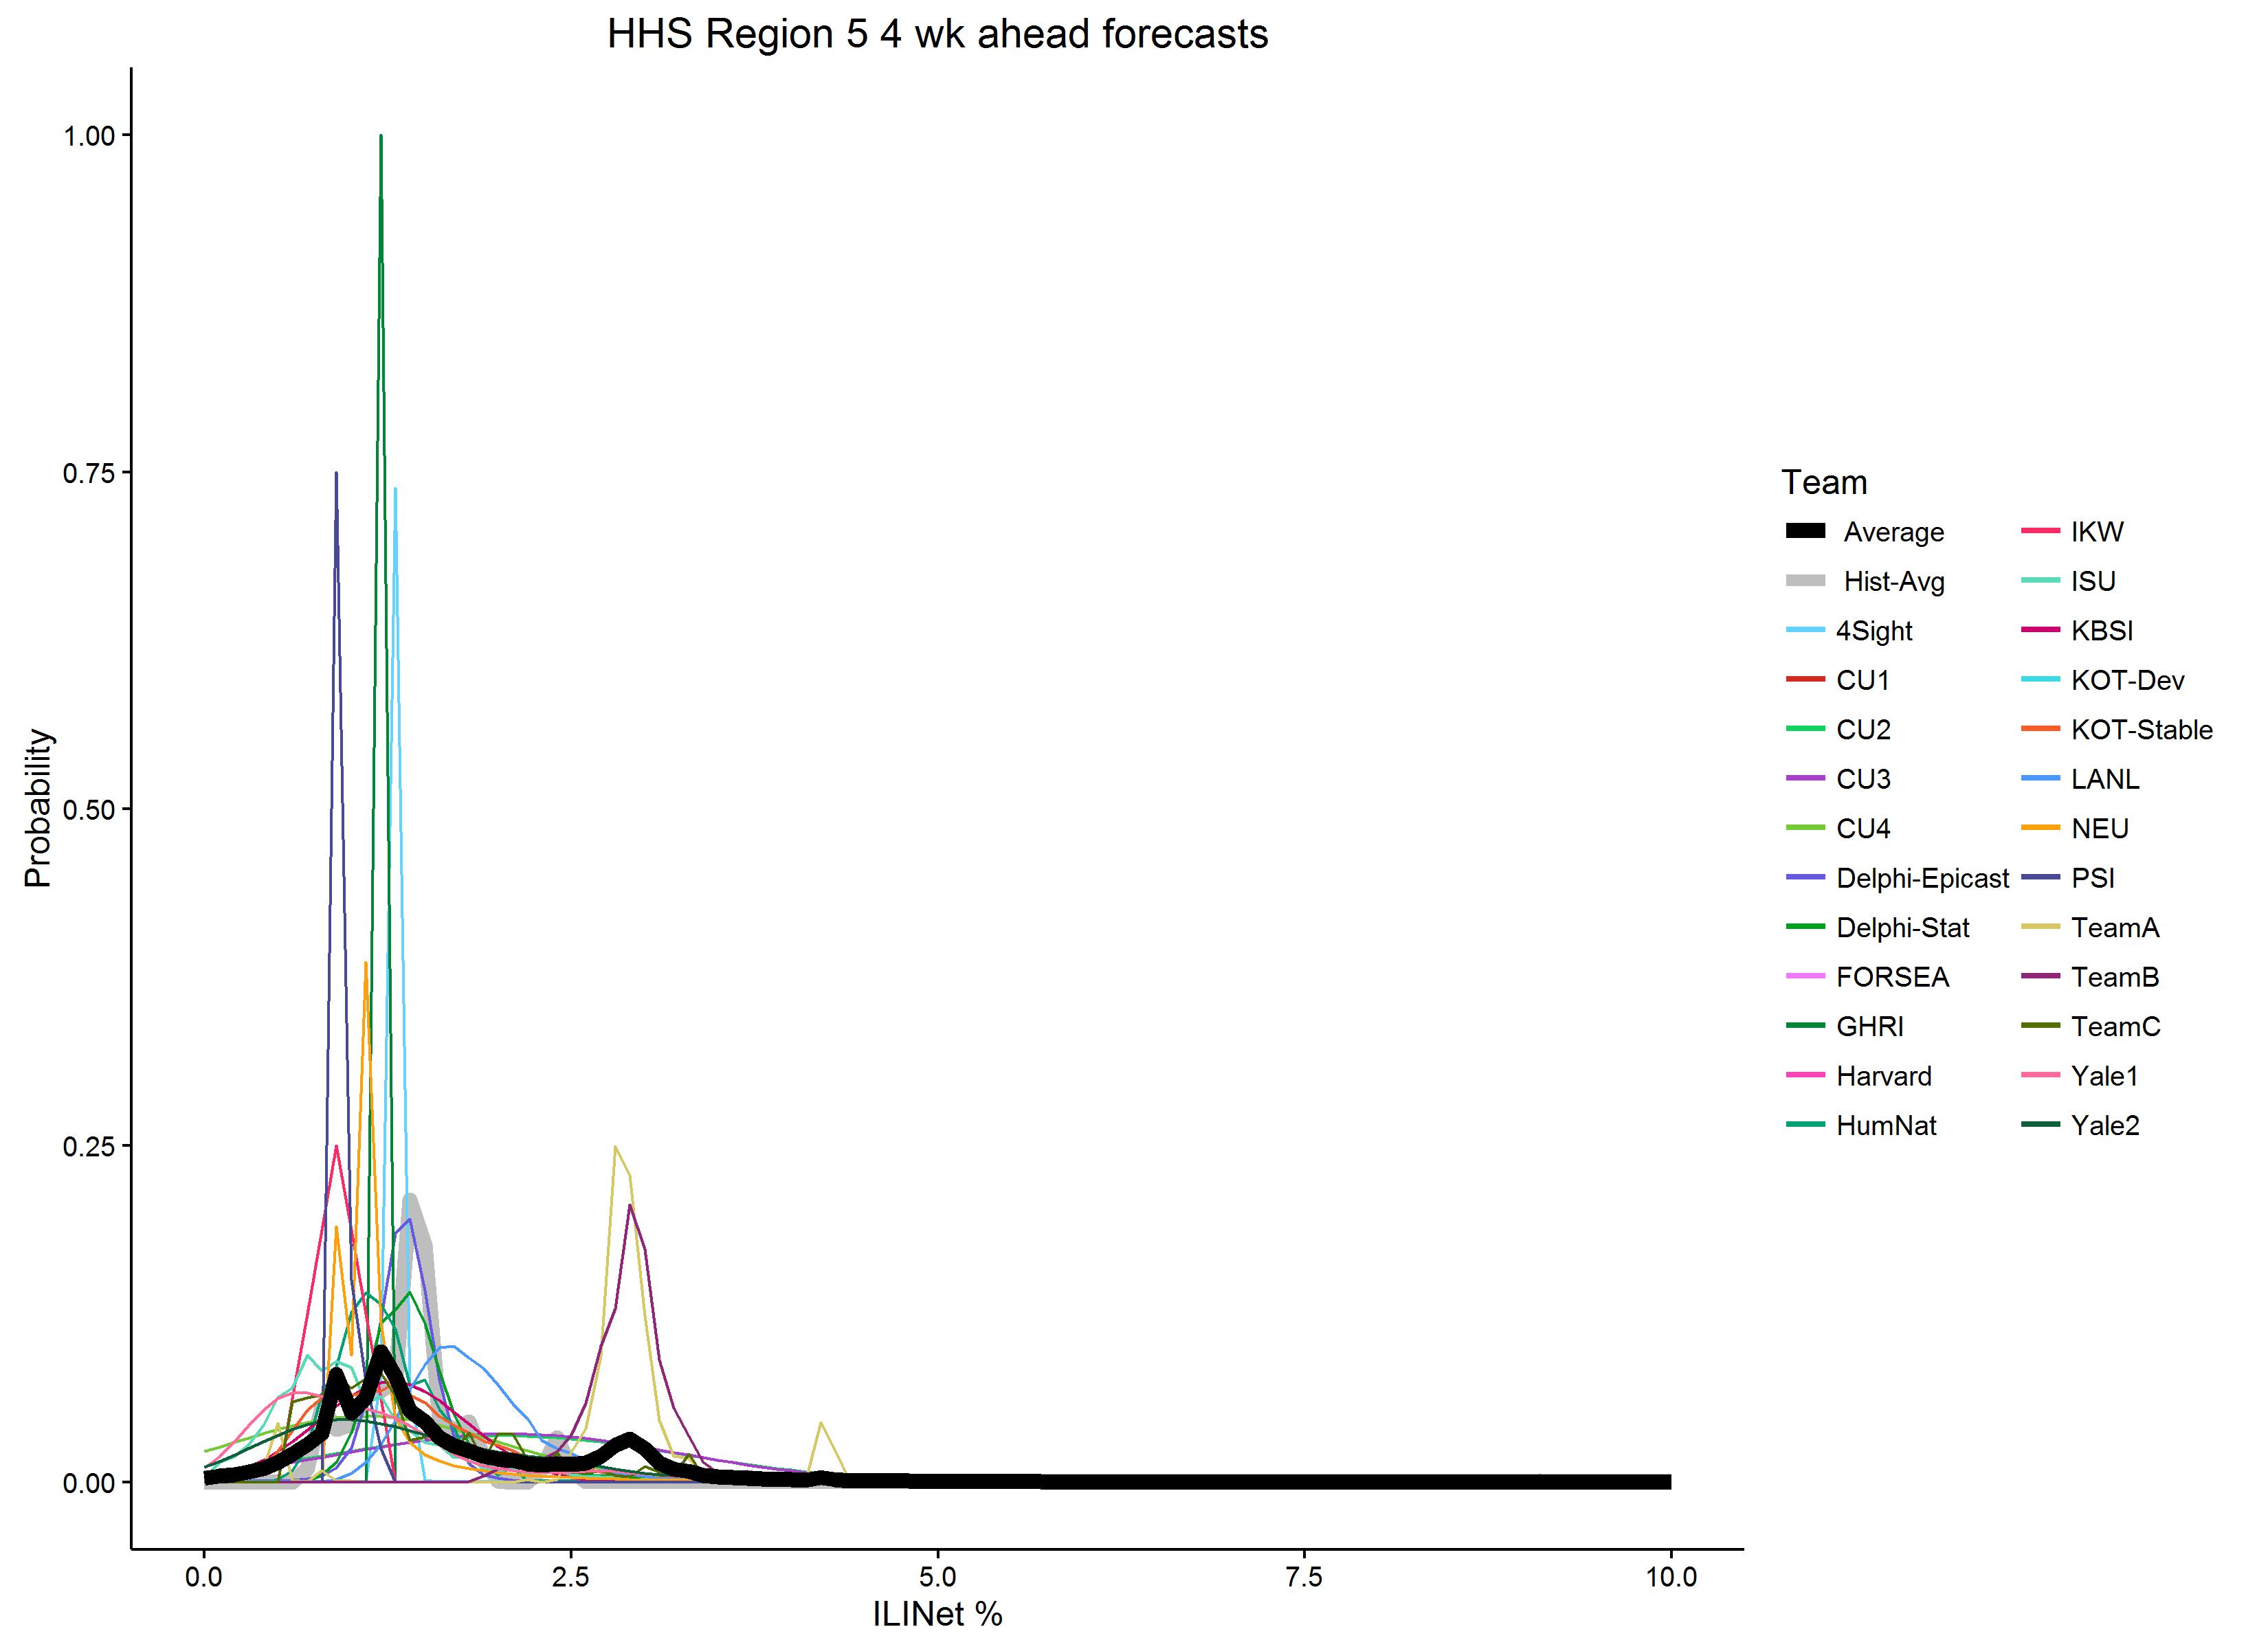 HHS Region 5 4 wk ahead forecasts
1.00
0.75
0.50
0.25
0.00
Probability
0.0 2.5 5.0 7.5 10.0
ILINet %
Team
Average
Hist-Avg
4Sight
CU1
CU2
CU3
CU4
Delphi-Epicast
Delphi-Stat
FORSEA
GHRI
Harvard
HumNat
IKW
ISU
KBSI
KOT-Dev
KOT-Stable
LANL
NEU
PSI
TeamA
TeamB
TeamC
Yale1
Yale2